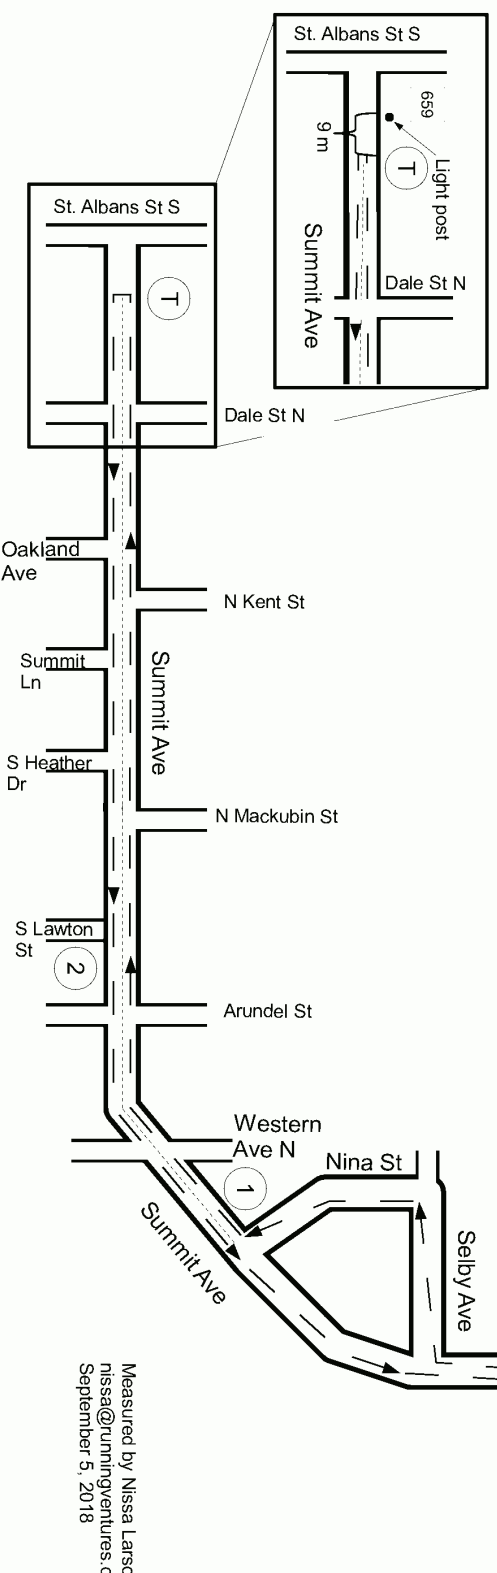 St. Albans St S
659
9 m
T
Light post
Summit Ave
Dale St N
St. Albans St S
T
Dale St N
Oakland
Ave
N Kent St
Summit
Ln
Summit Ave
S Heather
Dr
N Mackubin St
S Lawton
St
2
Arundel St
Western
Ave N
1
Nina St
Summit Ave
Selby Ave
Measured by Nissa Lars
nissa@runningventures.c
September 5, 2018